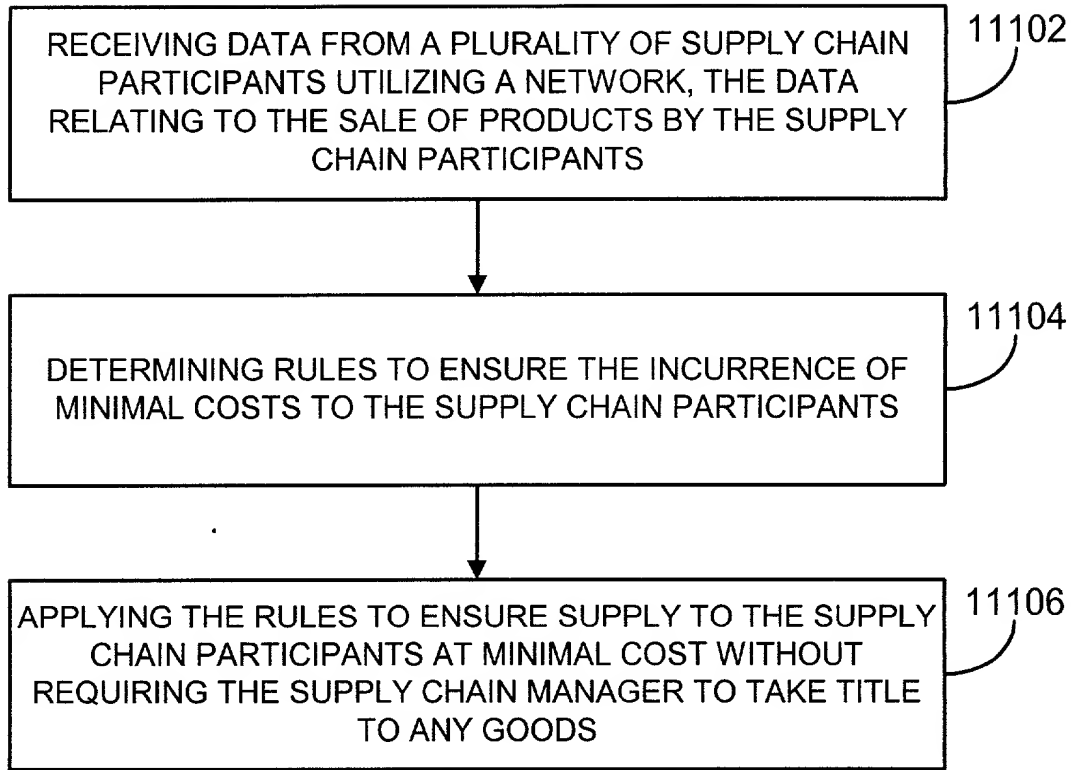 RECEIVING DATA FROM A PLURALITY OF SUPPLY CHAIN
PARTICIPANTS UTILIZING A NETWORK, THE DATA
RELATING TO THE SALE OF PRODUCTS BY THE SUPPLY
CHAIN PARTICIPANTS
11102
DETERMINING RULES TO ENSURE THE INCURRENCE OF
MINIMAL COSTS TO THE SUPPLY CHAIN PARTICIPANTS
11104
APPLYING THE RULES TO ENSURE SUPPLY TO THE SUPPLY
CHAIN PARTICIPANTS AT MINIMAL COST WITHOUT
REQUIRING THE SUPPLY CHAIN MANAGER TO TAKE TITLE
TO ANY GOODS
11106